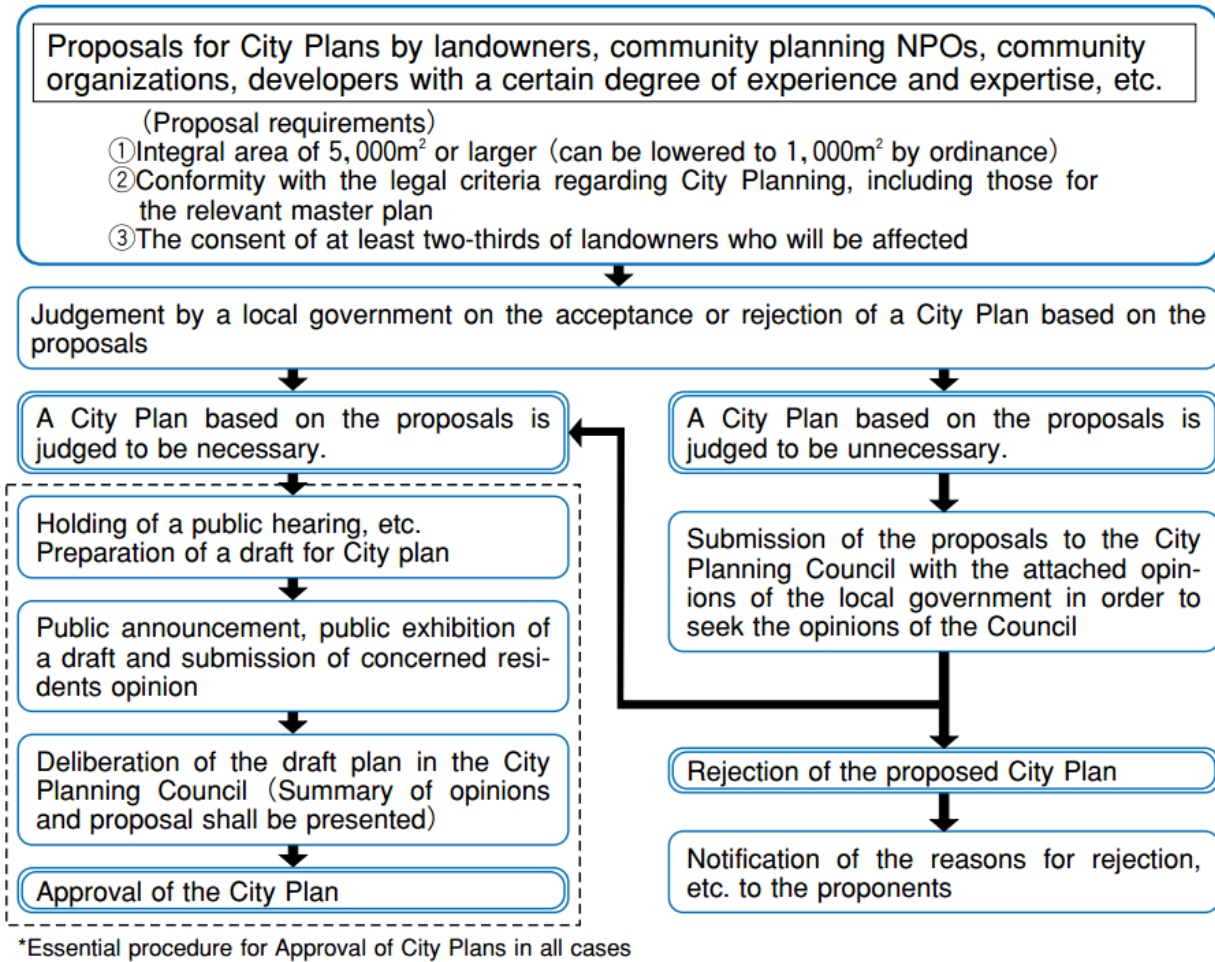 Proposals for City Plans by landowners, community planning NPOs, community
organizations, developers with a certain degree of experience and expertise, etc.
(Proposal requirements)
①Integral area of 5,000m² or larger (can be lowered to 1,000m² by ordinance)
②Conformity with the legal criteria regarding City Planning, including those for
the relevant master plan
③The consent of at least two-thirds of landowners who will be affected
Judgement by a local government on the acceptance or rejection of a City Plan based on the
proposals
A City Plan based on the proposals is
judged to be necessary.
Holding of a public hearing, etc.
Preparation of a draft for City plan
Public announcement, public exhibition of
a draft and submission of concerned resi-
dents opinion
Deliberation of the draft plan in the City
Planning Council (Summary of opinions
and proposal shall be presented)
Approval of the City Plan
A City Plan based on the proposals is
judged to be unnecessary.
Submission of the proposals to the City
Planning Council with the attached opin-
ions of the local government in order to
seek the opinions of the Council
Rejection of the proposed City Plan
Notification of the reasons for rejection,
etc. to the proponents
*Essential procedure for Approval of City Plans in all cases